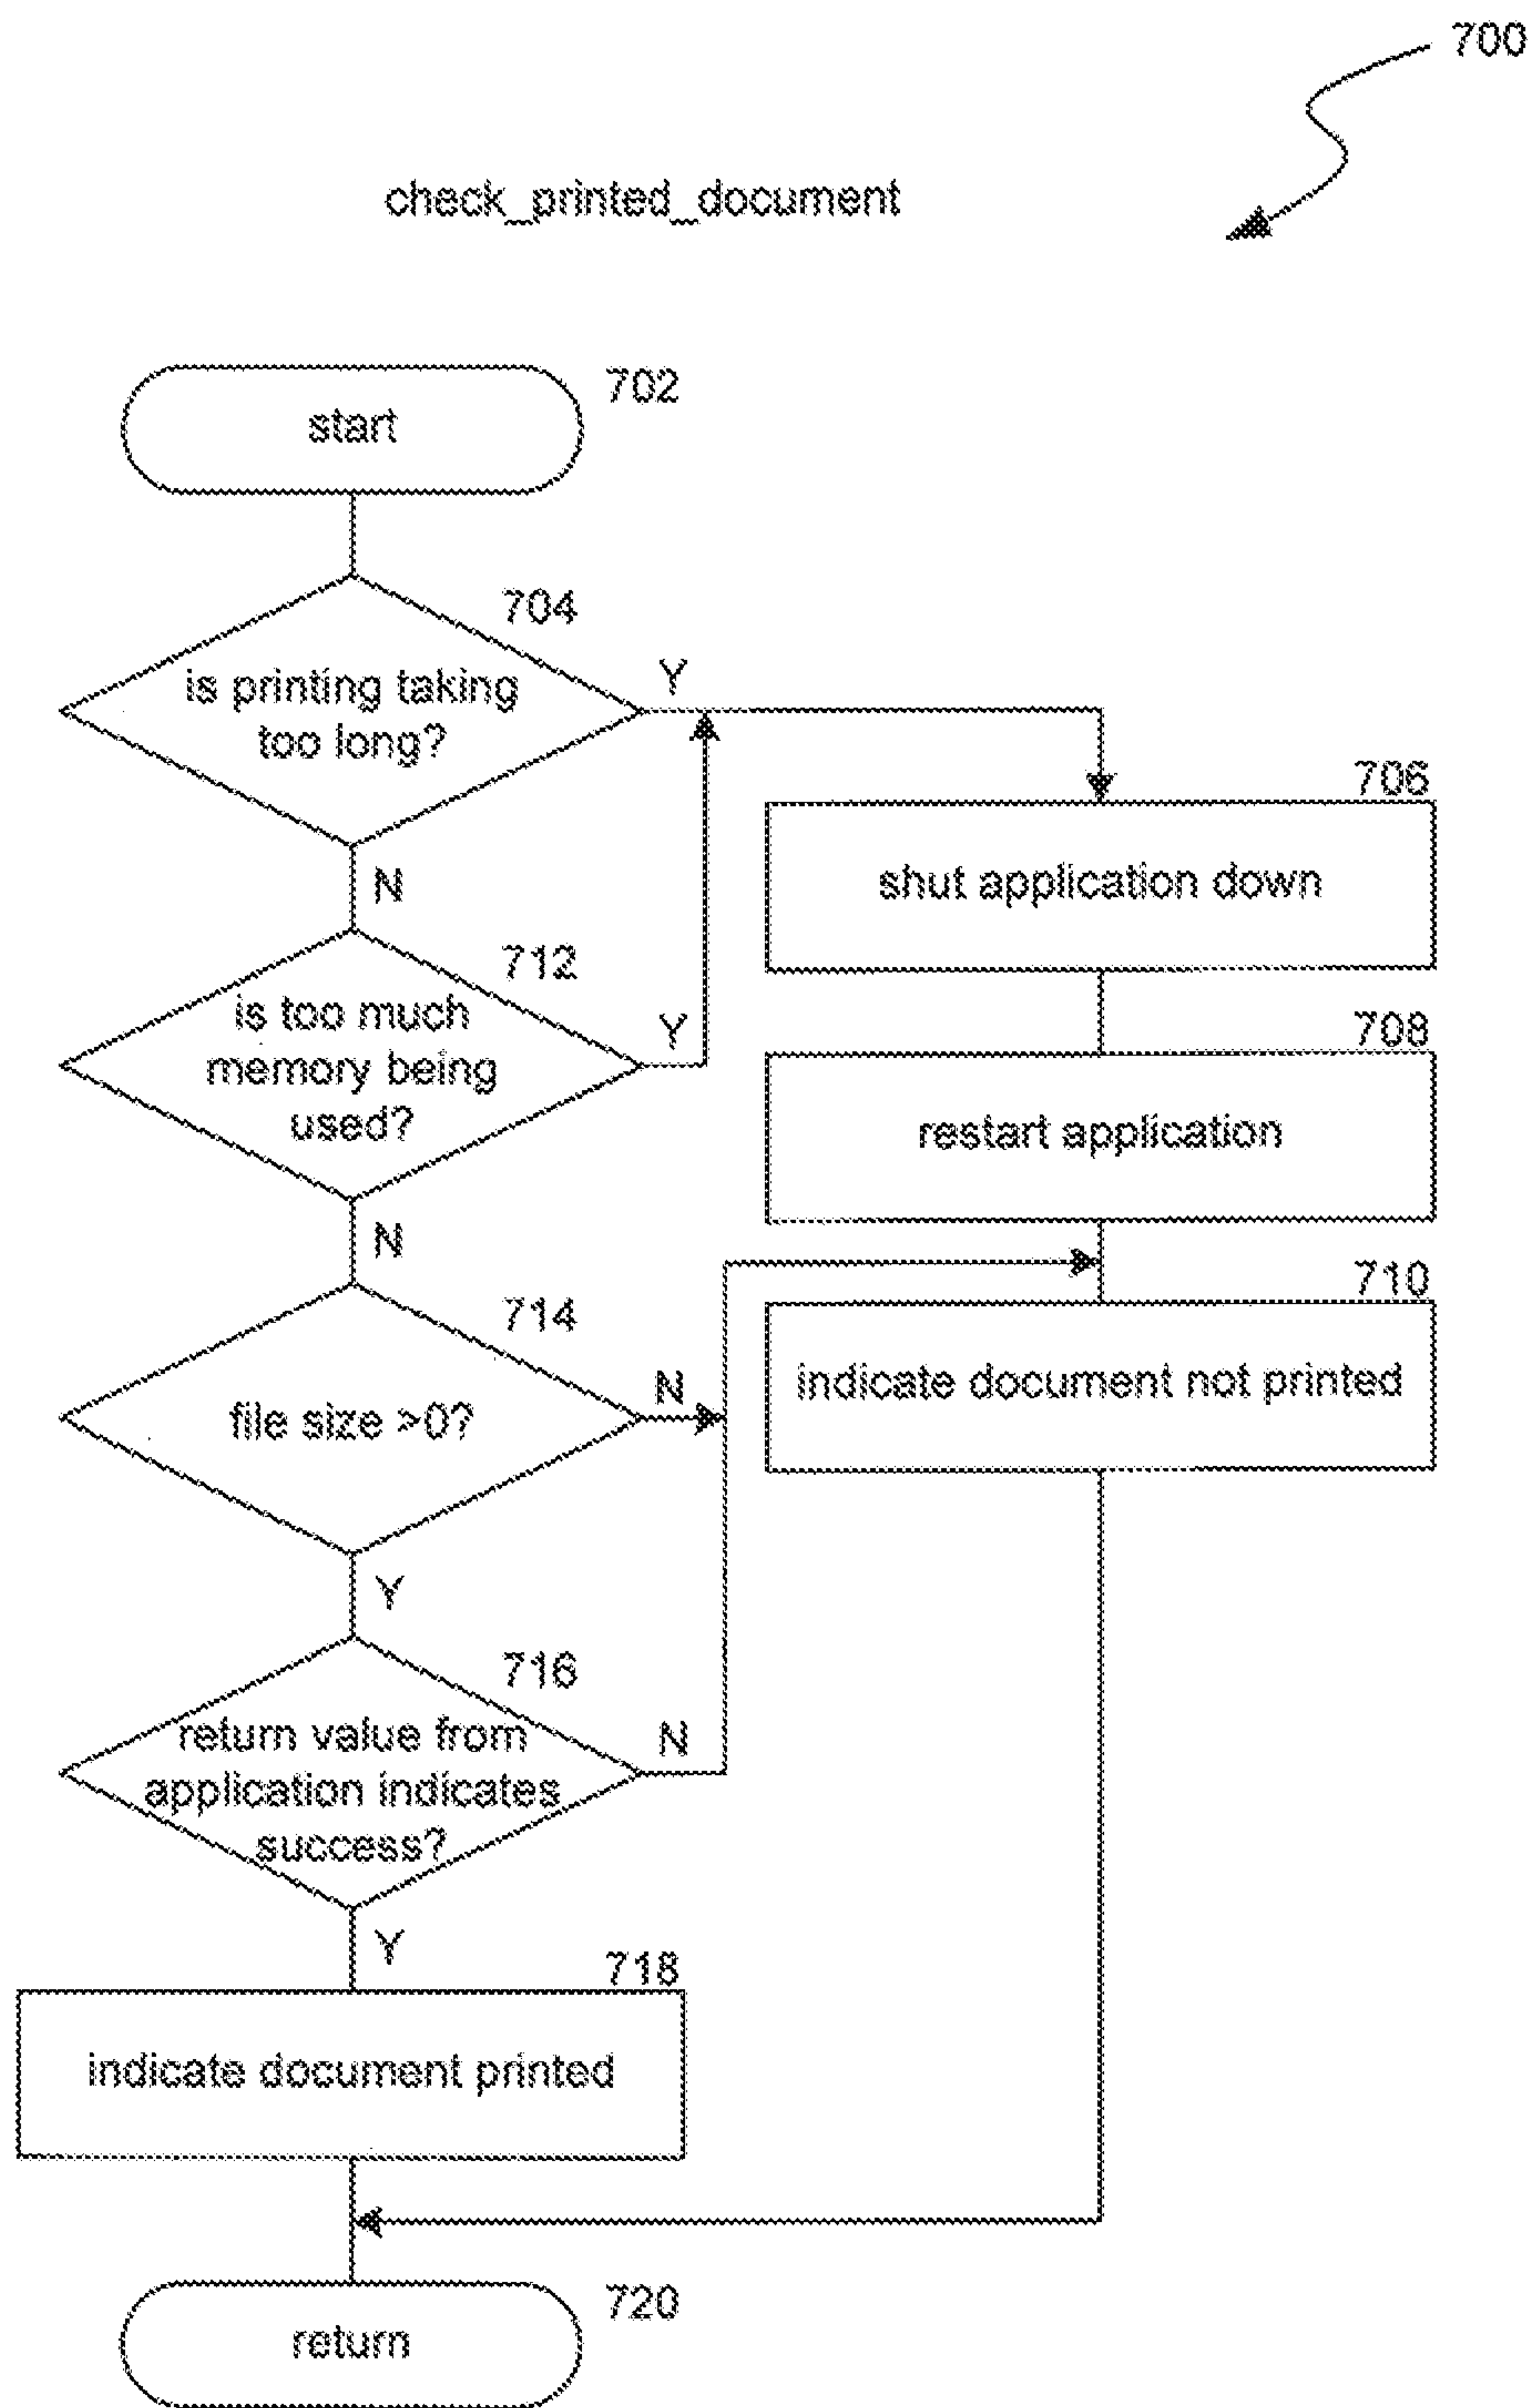 700
check_printed_document
702
start
704
is printing taking
too long?
Y
N
706
shut application down
712
is too much
memory being
used?
Y
N
708
restart application
714
file size >0?
N
Y
710
indicate document not printed
716
return value from
application indicates
success?
N
Y
718
indicate document printed
720
return